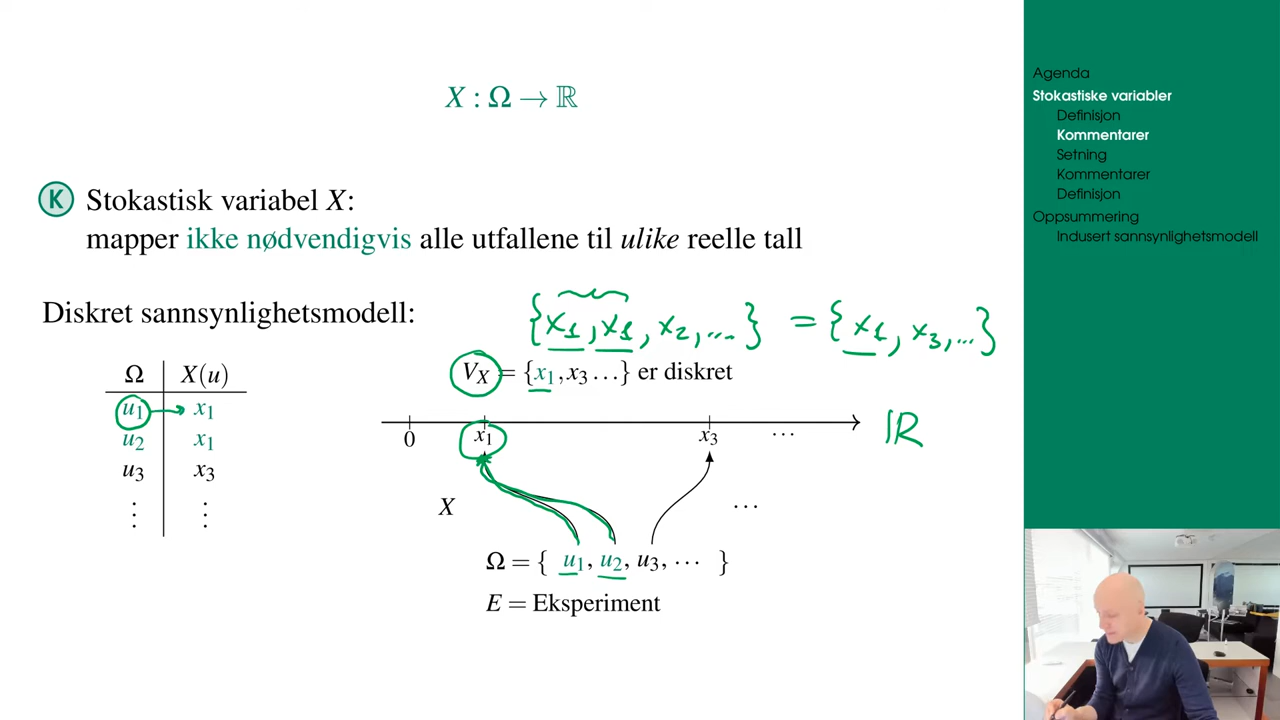 X : Ω → ℝ
K Stokastisk variabel X:
mapper ikke nødvendigvis alle utfallene til ulike reelle tall
Diskret sannsynlighetsmodell:
{x₁, x₁, x₂, ...} = {x₁, x₃, ...}
Ω X(u)
u₁ x₁
u₂ x₁
u₃ x₃
⋮ ⋮
V_X = {x₁, x₃ ...} er diskret
ℝ
0 x₁ x₃ ...
X ...
Ω = { u₁, u₂, u₃, ⋯ }
E = Eksperiment
Agenda
Stokastiske variabler
Definisjon
Kommentarer
Setning
Kommentarer
Definisjon
Oppsummering
Indusert sannsynlighetsmodell